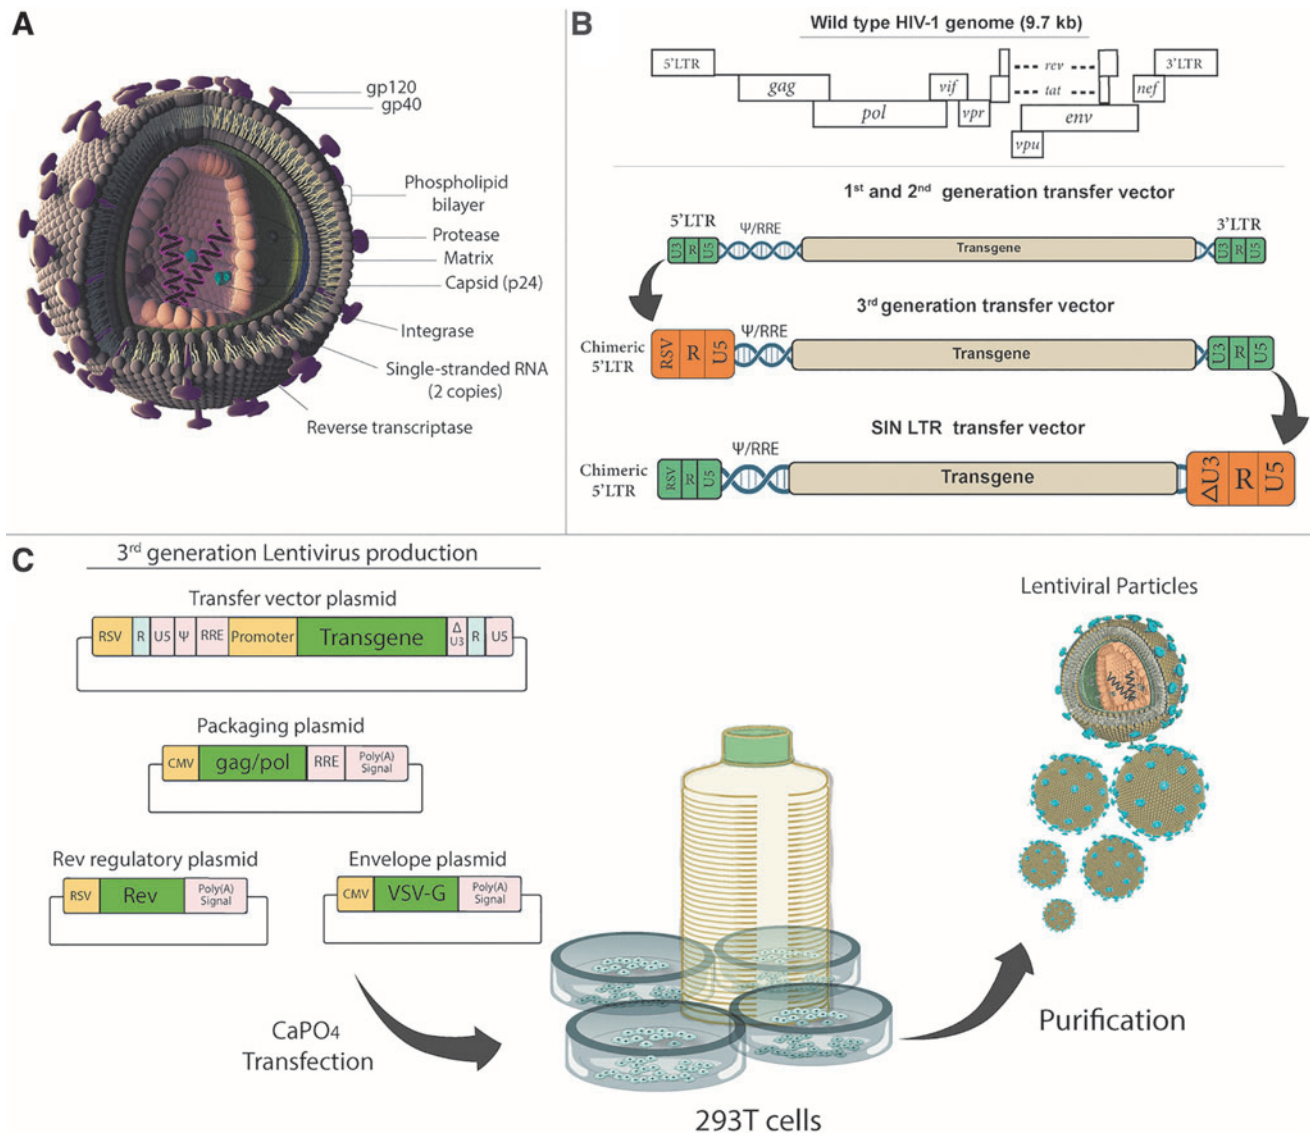 A
gp120
gp40
Phospholipid
bilayer
Protease
Matrix
Capsid (p24)
Integrase
Single-stranded RNA
(2 copies)
Reverse transcriptase
B
Wild type HIV-1 genome (9.7 kb)
5'LTR
gag
pol
vif
vpr
rev
tat
vpu
env
nef
3'LTR
1st and 2nd generation transfer vector
5'LTR
Ψ/RRE
3'LTR
U3 R U5
Transgene
U3 R U5
3rd generation transfer vector
Chimeric
5'LTR
RSV R U5
Ψ/RRE
Transgene
U3 R U5
SIN LTR transfer vector
Chimeric
5'LTR
RSV R U5
Ψ/RRE
Transgene
ΔU3 R U5
C
3rd generation Lentivirus production
Transfer vector plasmid
RSV R U5 Ψ RRE Promoter Transgene Δ U3 R U5
Packaging plasmid
CMV gag/pol RRE Poly(A) Signal
Rev regulatory plasmid
RSV Rev Poly(A) Signal
Envelope plasmid
CMV VSV-G Poly(A) Signal
CaPO4
Transfection
293T cells
Purification
Lentiviral Particles